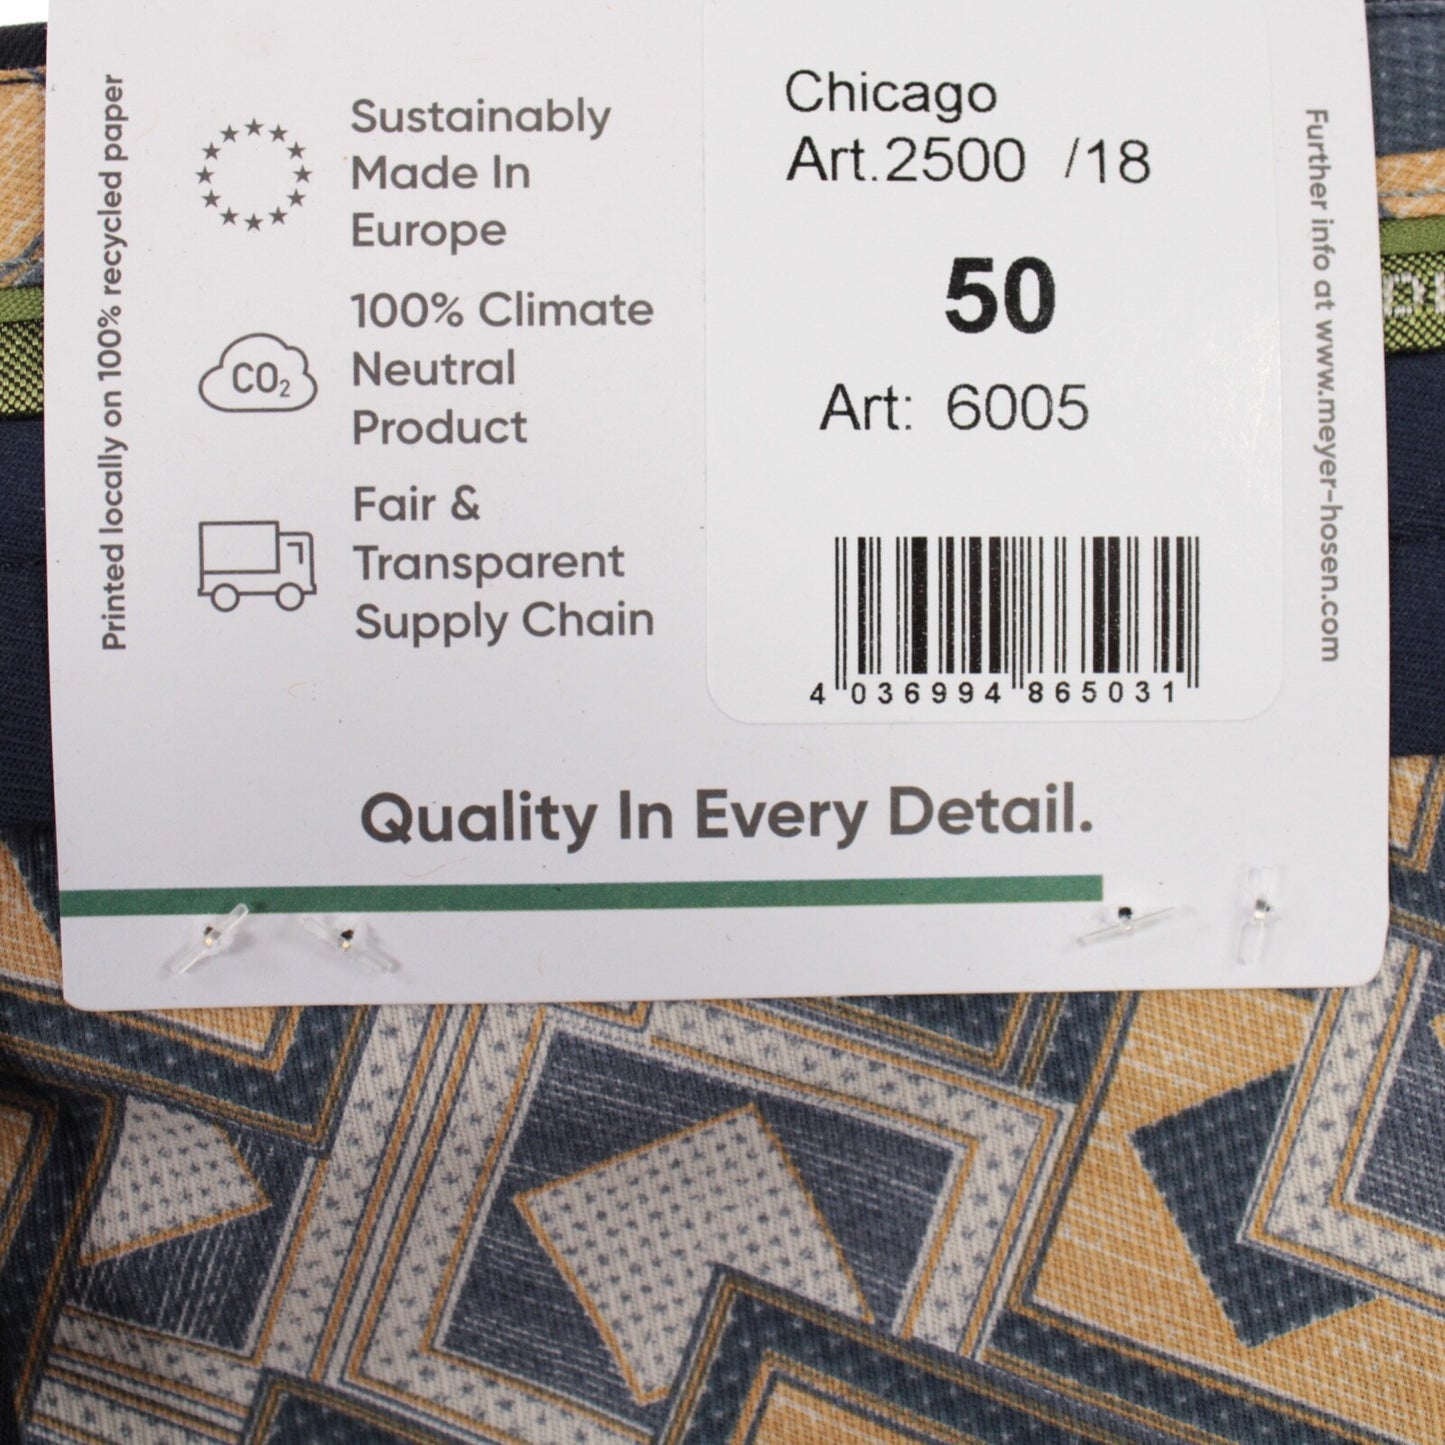 Printed locally on 100% recycled paper
Sustainably
Made In
Europe
CO₂
100% Climate
Neutral
Product
Fair &
Transparent
Supply Chain
Chicago
Art.2500 /18
50
Art: 6005
4 036994 865031
Further info at www.meyer-hosen.com
Quality In Every Detail.